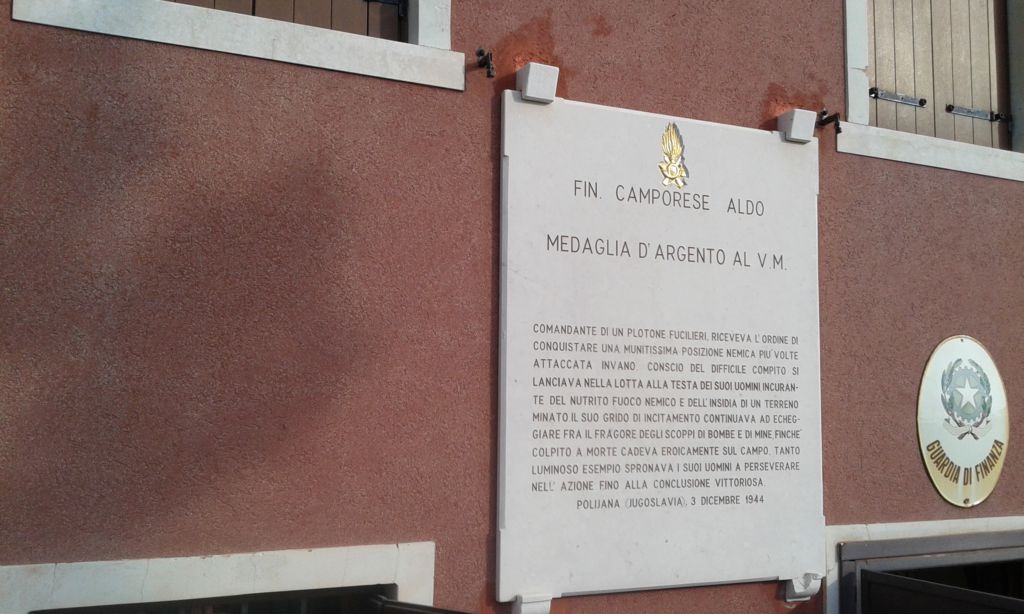 FIN. CAMPORESE ALDO
MEDAGLIA D'ARGENTO AL V.M.
COMANDANTE DI UN PLOTONE FUCILIERI, RICEVEVA L'ORDINE DI
CONQUISTARE UNA MUNITISSIMA POSIZIONE NEMICA PIU' VOLTE
ATTACCATA INVANO. CONSCIO DEL DIFFICILE COMPITO SI
LANCIAVA NELLA LOTTA ALLA TESTA DEI SUOI UOMINI INCURAN-
TE DEL NUTRITO FUOCO NEMICO E DELL'INSIDIA DI UN TERRENO
MINATO IL SUO GRIDO DI INCITAMENTO CONTINUAVA AD ECHEG-
GIARE FRA IL FRAGORE DEGLI SCOPPI DI BOMBE E DI MINE, FINCHE'
COLPITO A MORTE CADEVA EROICAMENTE SUL CAMPO. TANTO
LUMINOSO ESEMPIO SPRONAVA I SUOI UOMINI A PERSEVERARE
NELL'AZIONE FINO ALLA CONCLUSIONE VITTORIOSA.
POLIJANA (JUGOSLAVIA), 3 DICEMBRE 1944
GUARDIA DI FINANZA